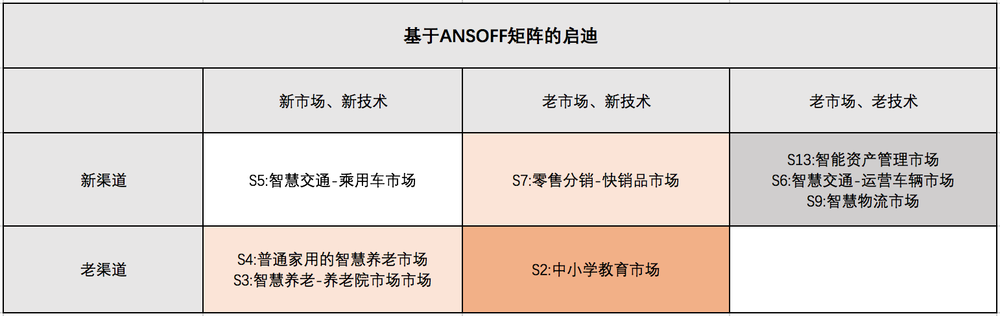 基于ANSOFF矩阵的启迪
新市场、新技术
老市场、新技术
老市场、老技术
新渠道
S5:智慧交通-乘用车市场
S7:零售分销-快销品市场
S13:智能资产管理市场
S6:智慧交通-运营车辆市场
S9:智慧物流市场
老渠道
S4:普通家用的智慧养老市场
S3:智慧养老-养老院市场市场
S2:中小学教育市场